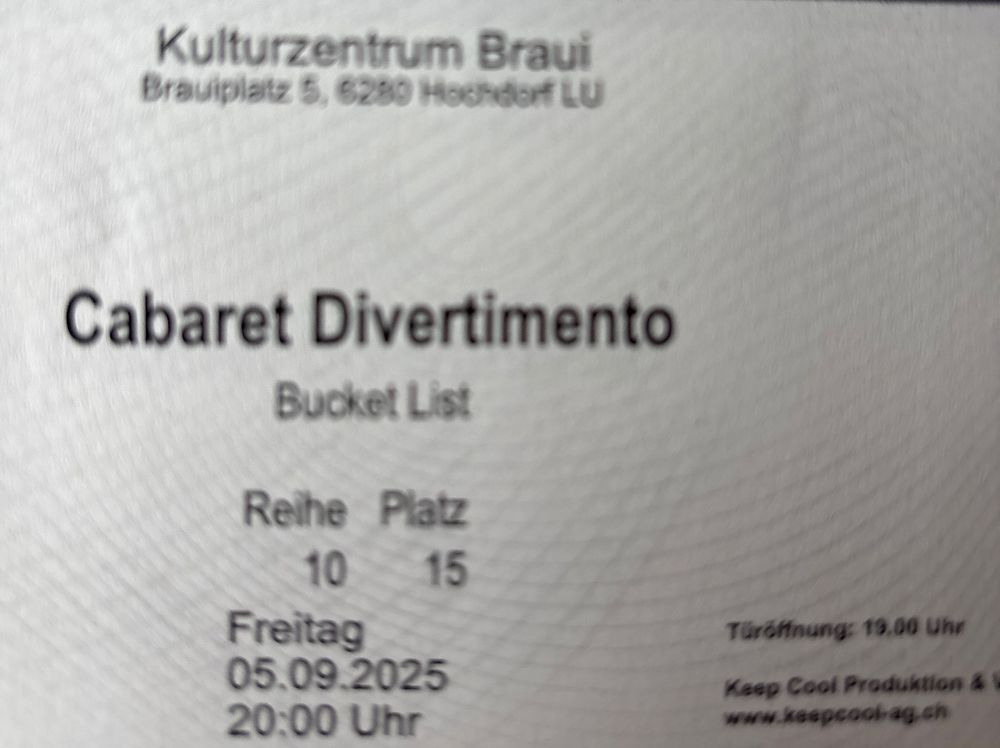 Kulturzentrum Braui
Brauiplatz 5, 6280 Hochdorf LU
Cabaret Divertimento
Bucket List
Reihe Platz
10 15
Freitag
05.09.2025
20:00 Uhr
Türöffnung: 19.00 Uhr
Keep Cool Produktion &
www.keepcool-ag.ch